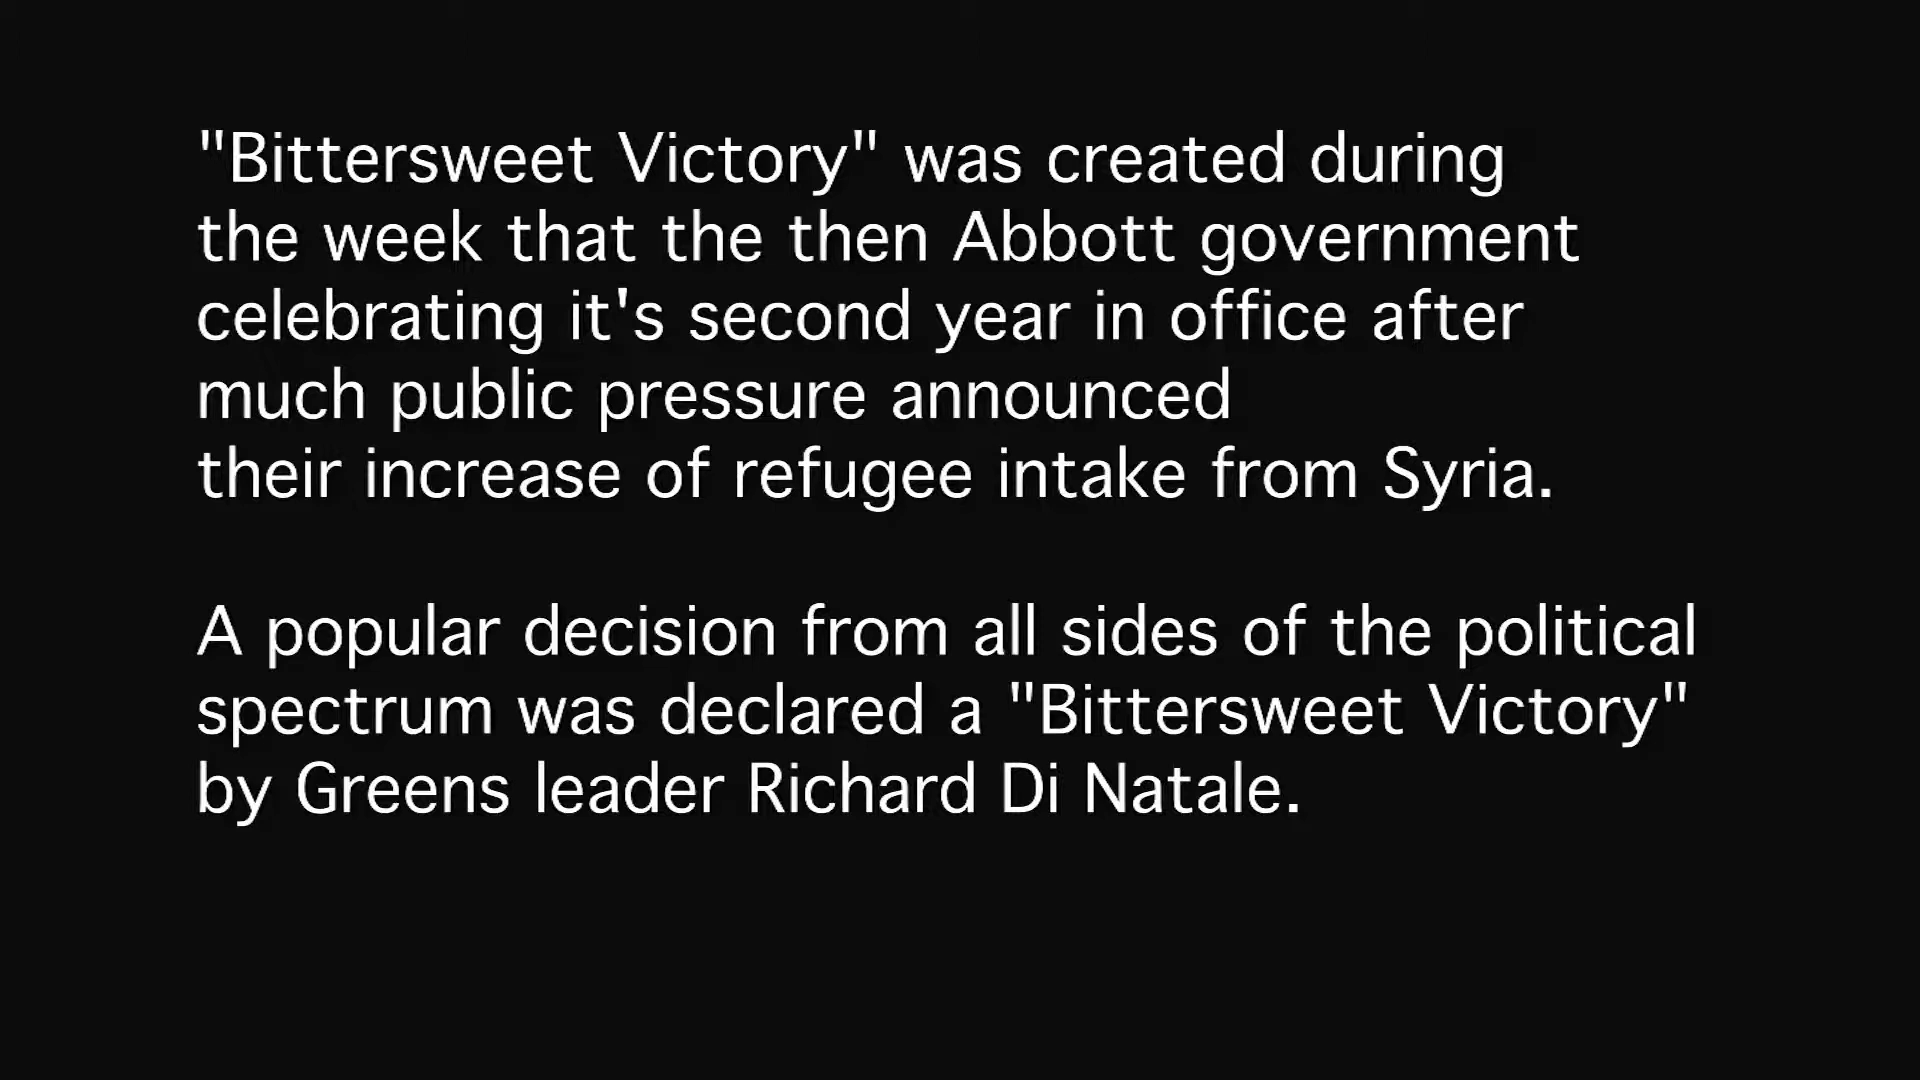 "Bittersweet Victory" was created during
the week that the then Abbott government
celebrating it's second year in office after
much public pressure announced
their increase of refugee intake from Syria.
A popular decision from all sides of the political
spectrum was declared a "Bittersweet Victory"
by Greens leader Richard Di Natale.